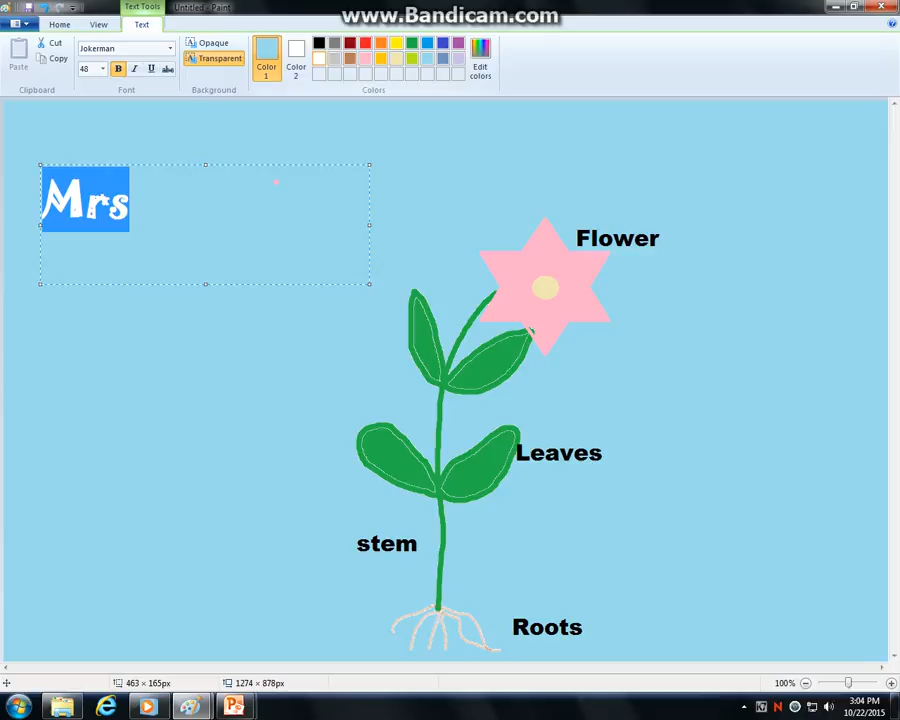 www.Bandicam.com
Text Tools
Untitled - Paint
Home
View
Text
Paste
Cut
Copy
Clipboard
Jokerman
48
B I U abc
Font
Opaque
Transparent
Background
Color 1
Color 2
Edit colors
Colors
Mrs
Flower
Leaves
stem
Roots
463 × 165px
1274 × 878px
100%
3:04 PM
10/22/2015